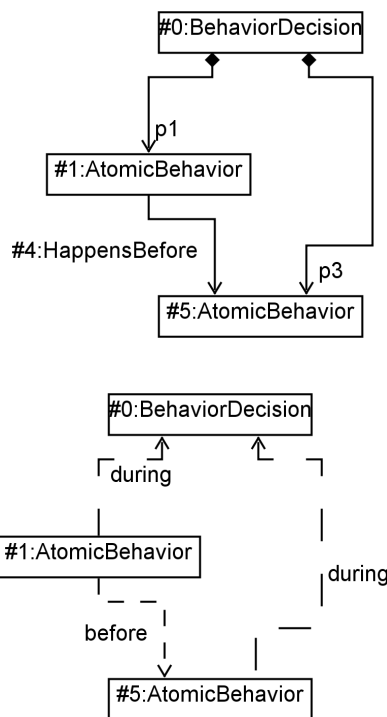 #0:BehaviorDecision
p1
#1:AtomicBehavior
#4:HappensBefore
p3
#5:AtomicBehavior
#0:BehaviorDecision
during
#1:AtomicBehavior
during
before
#5:AtomicBehavior